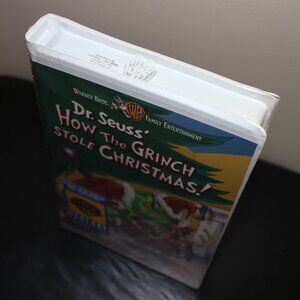 WARNER BROS.
FAMILY ENTERTAINMENT
DR. SEUSS'
HOW THE GRINCH
STOLE CHRISTMAS!